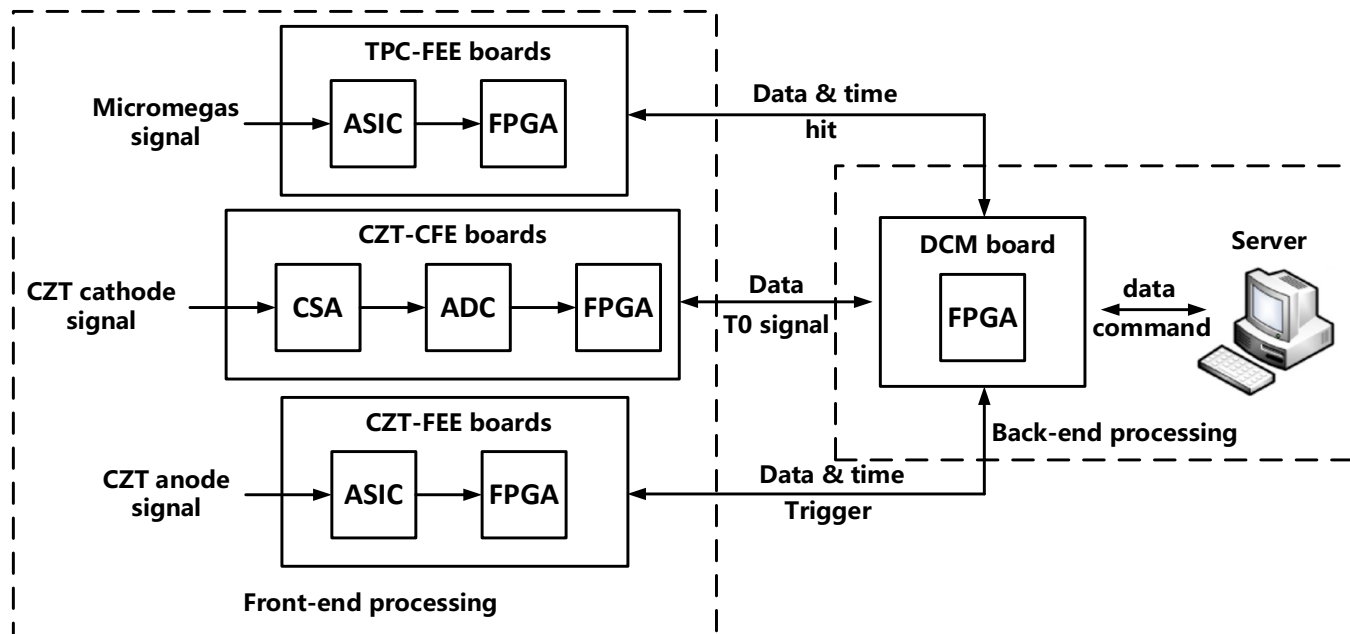 TPC-FEE boards
Micromegas
signal
ASIC
FPGA
Data & time
hit
CZT-CFE boards
CZT cathode
signal
CSA
ADC
FPGA
Data
T0 signal
DCM board
FPGA
data
command
Server
CZT-FEE boards
CZT anode
signal
ASIC
FPGA
Data & time
Trigger
Back-end processing
Front-end processing